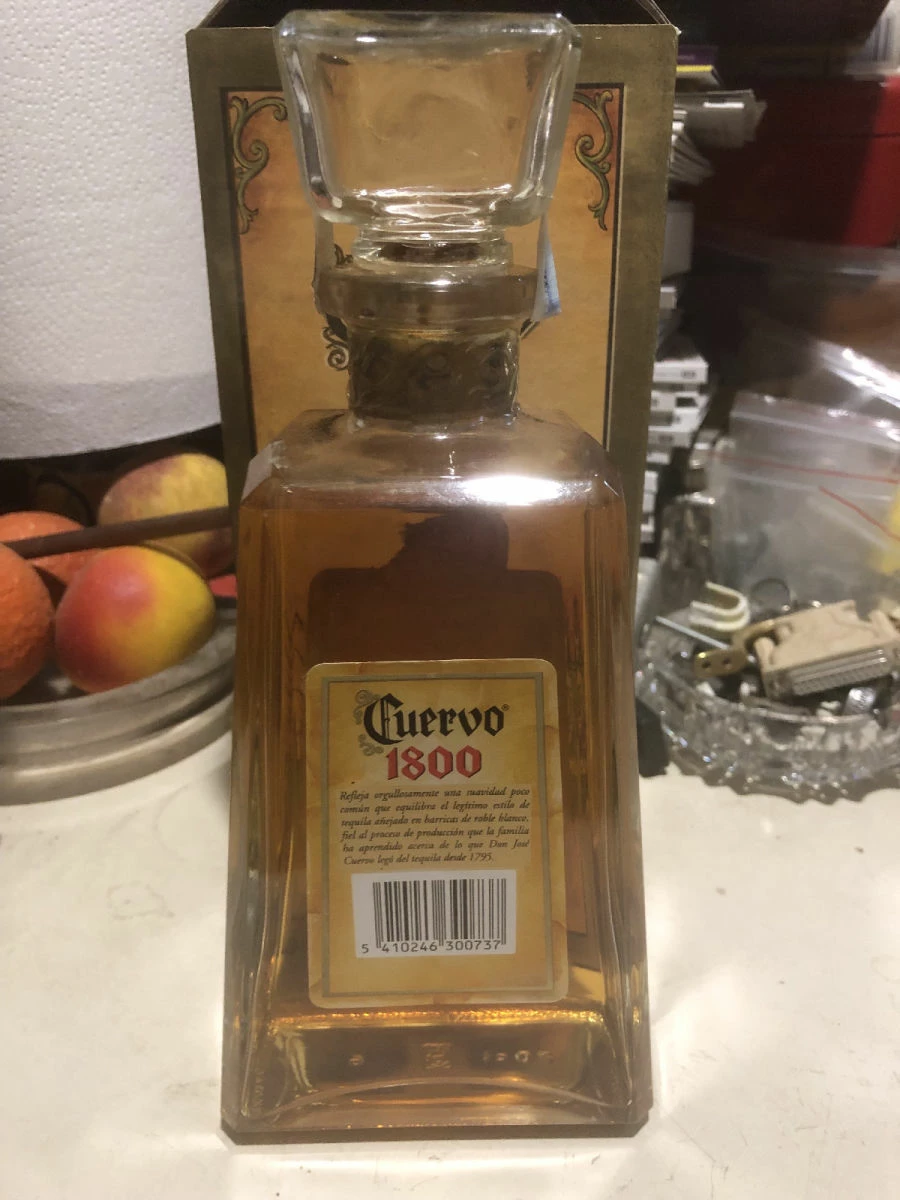 Cuervo®
1800
Refleja orgullosamente una suavidad poco
común que equilibra el legítimo estilo de
tequila añejado en barricas de roble blanco,
fiel al proceso de producción que la familia
ha aprendido acerca de lo que Don José
Cuervo legó del tequila desde 1795.
5 410246 300737